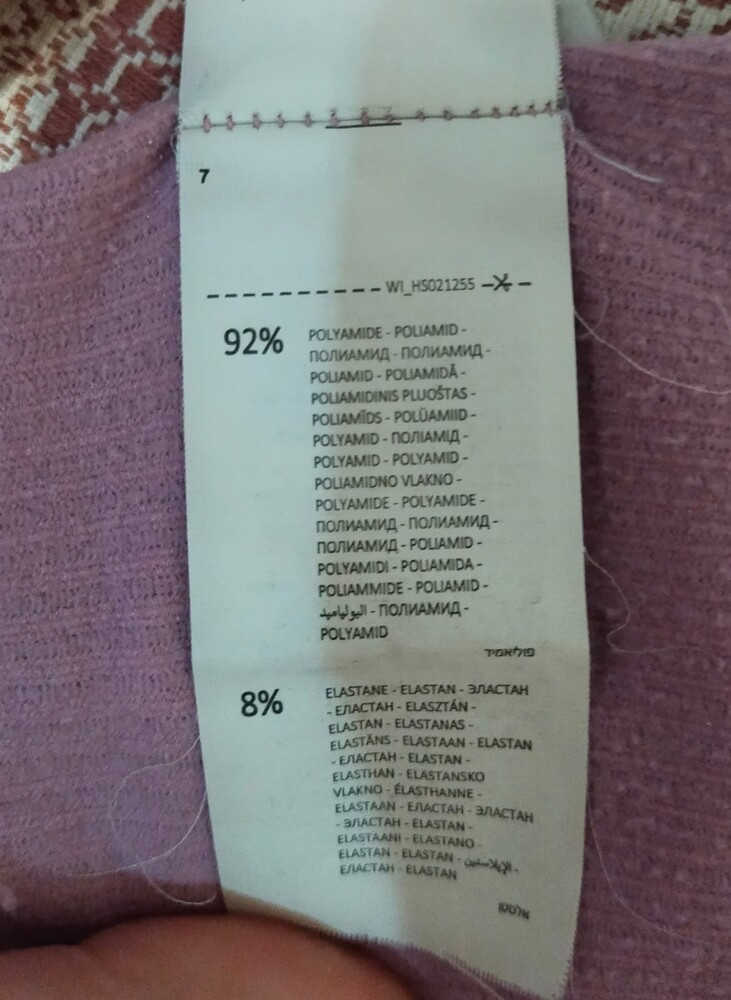 7
WI_HS021255
92%
POLYAMIDE - POLIAMID -
ПОЛИАМИД - ПОЛИАМИД -
POLIAMID - POLIAMIDĂ -
POLIAMIDINIS PLUOŠTAS -
POLIAMĪDS - POLÜAMIID -
POLYAMID - ПОЛІАМІД -
POLYAMID - POLYAMID -
POLIAMIDNO VLAKNO -
POLYAMIDE - POLYAMIDE -
ПОЛИАМИД - ПОЛИАМИД -
ПОЛИАМИД - POLIAMID -
POLYAMIDI - POLIAMIDA -
POLIAMMIDE - POLIAMID -
البولياميد - ПОЛИАМИД -
POLYAMID
פוליאמיד
8%
ELASTANE - ELASTAN - ЭЛАСТАН
- ЕЛАСТАН - ELASZTÁN -
ELASTAN - ELASTANAS -
ELASTĀNS - ELASTAAN - ELASTAN
- ЕЛАСТАН - ELASTAN -
ELASTHAN - ELASTANSKO
VLAKNO - ÉLASTHANNE -
ELASTAAN - ЕЛАСТАН - ЭЛАСТАН
- ЭЛАСТАН - ELASTAN -
ELASTAANI - ELASTANO -
ELASTAN - ELASTAN - الإيلاستين -
ЕЛАСТАН - ELASTAN